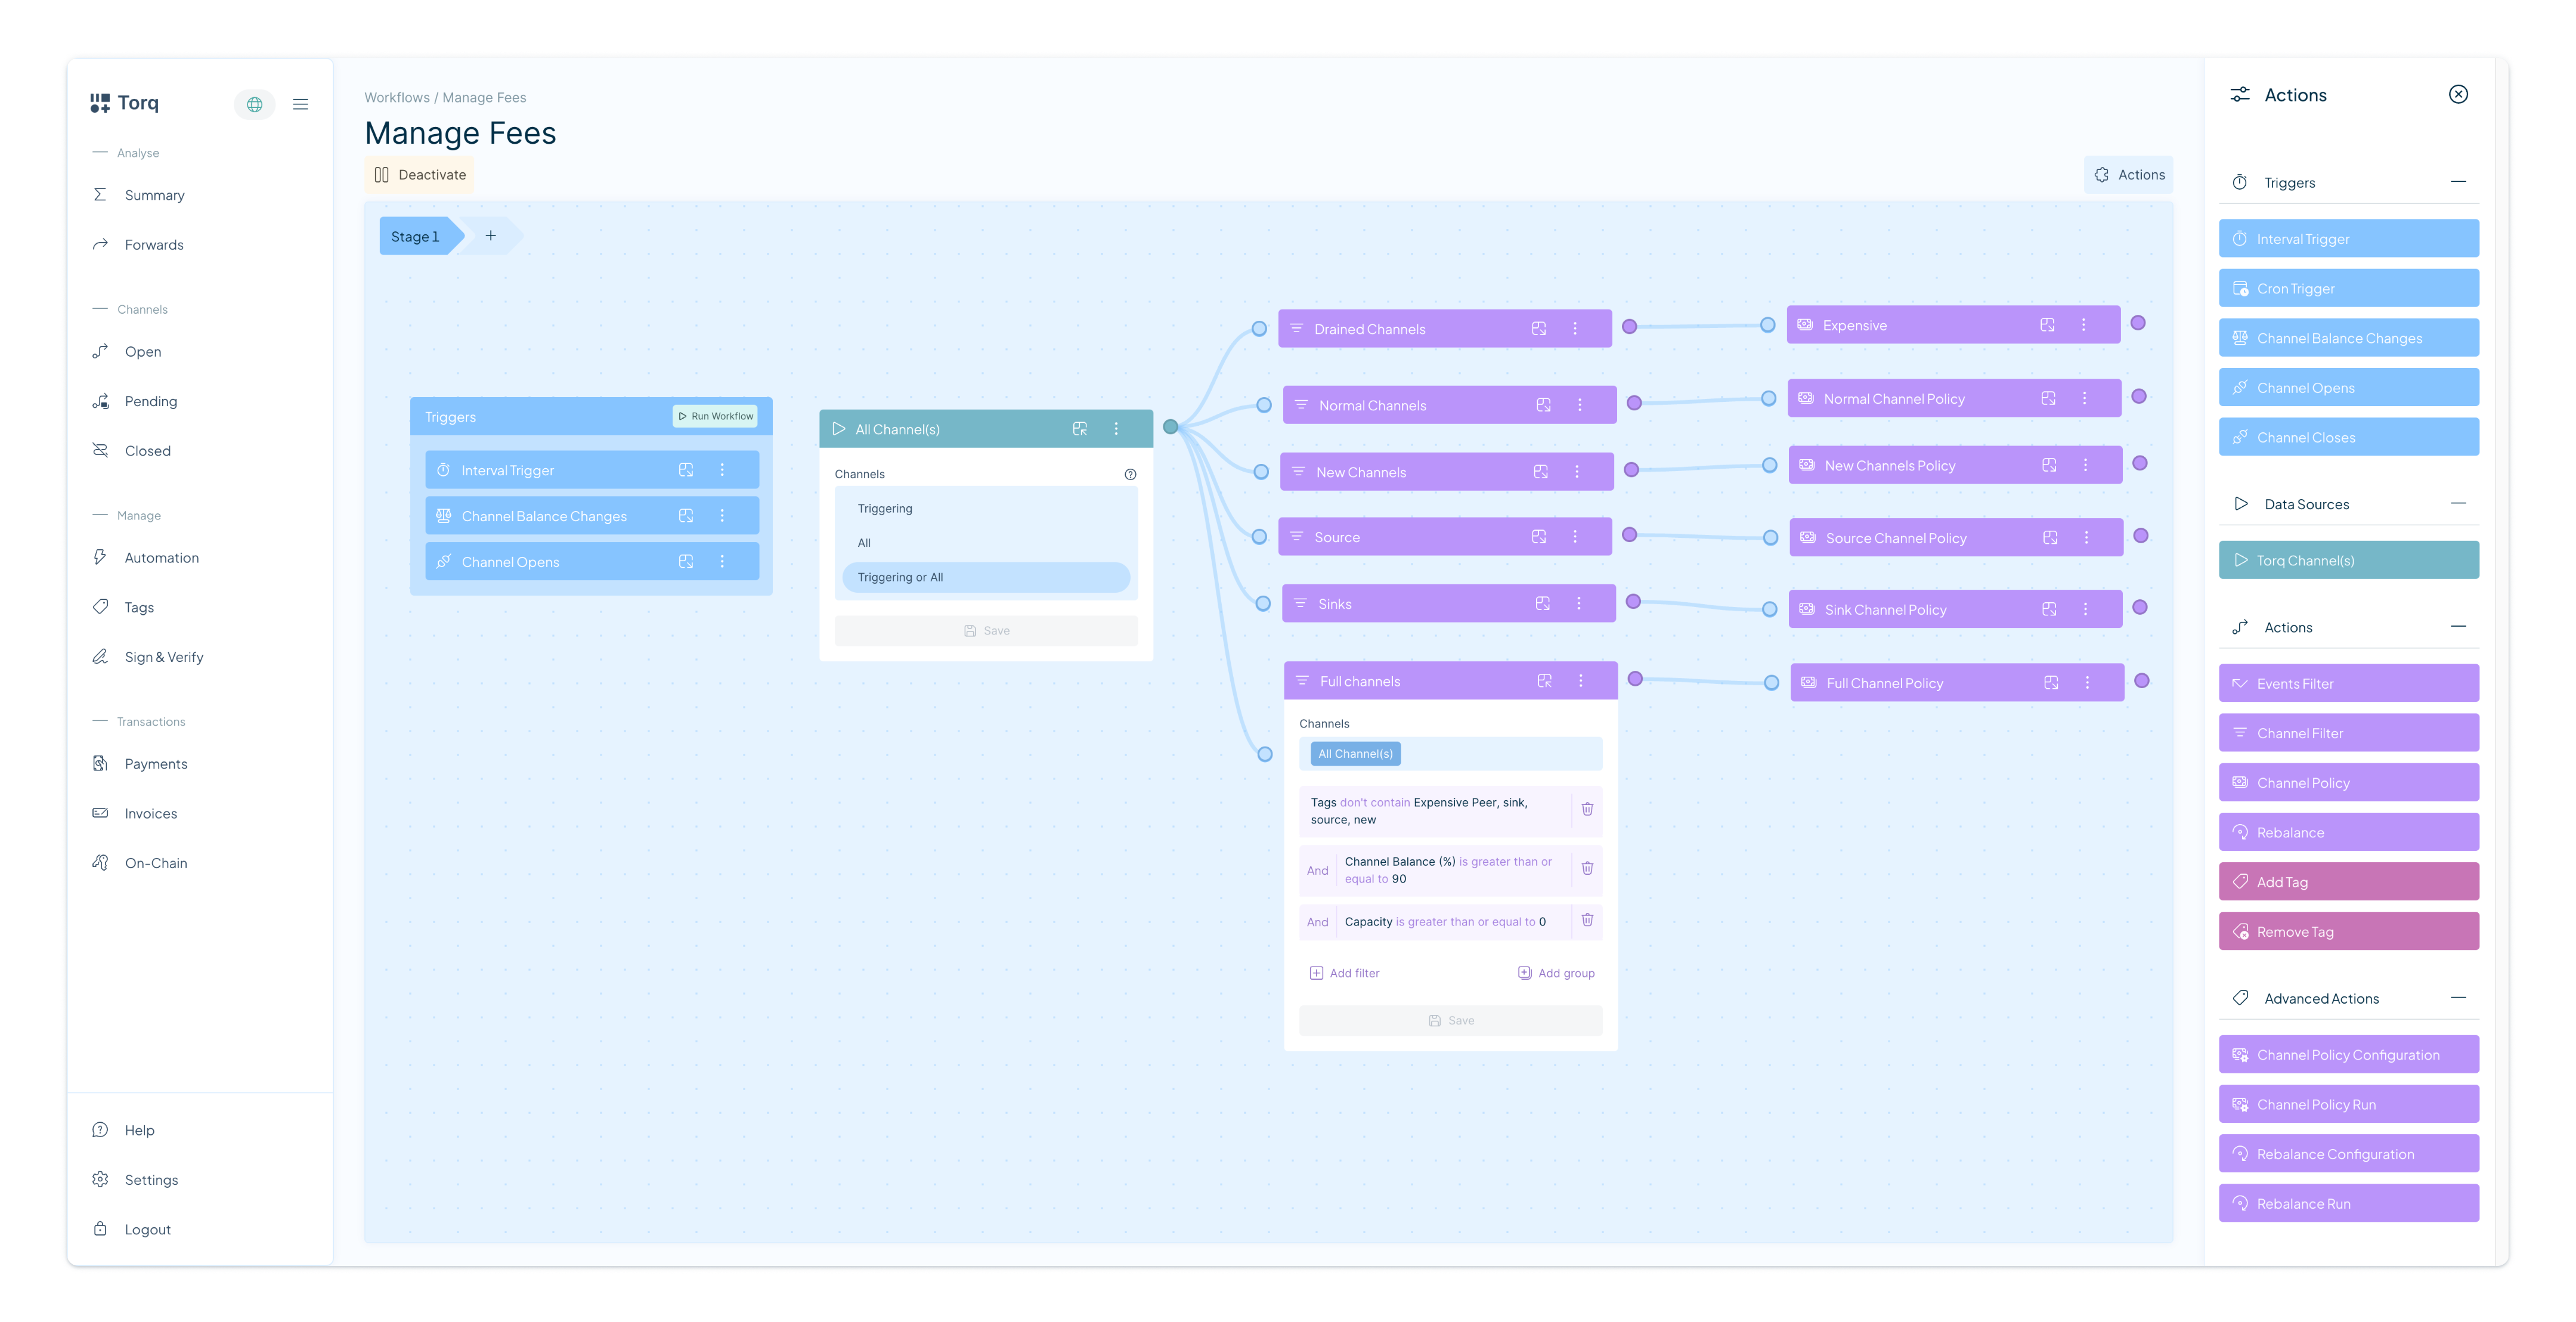 Torq
Analyse
Summary
Forwards
Channels
Open
Pending
Closed
Manage
Automation
Tags
Sign & Verify
Transactions
Payments
Invoices
On-Chain
Help
Settings
Logout
Workflows / Manage Fees
Manage Fees
Deactivate
Actions
Stage 1
+
Triggers
Run Workflow
Interval Trigger
Channel Balance Changes
Channel Opens
All Channel(s)
Channels
Triggering
All
Triggering or All
Save
Drained Channels
Normal Channels
New Channels
Source
Sinks
Full channels
Channels
All Channel(s)
Tags don't contain Expensive Peer, sink,
source, new
And
Channel Balance (%) is greater than or
equal to 90
And
Capacity is greater than or equal to 0
Add filter
Add group
Save
Expensive
Normal Channel Policy
New Channels Policy
Source Channel Policy
Sink Channel Policy
Full Channel Policy
Actions
Triggers
Interval Trigger
Cron Trigger
Channel Balance Changes
Channel Opens
Channel Closes
Data Sources
Torq Channel(s)
Actions
Events Filter
Channel Filter
Channel Policy
Rebalance
Add Tag
Remove Tag
Advanced Actions
Channel Policy Configuration
Channel Policy Run
Rebalance Configuration
Rebalance Run